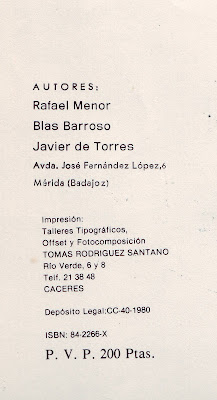 AUTORES:
Rafael Menor
Blas Barroso
Javier de Torres
Avda. José Fernández López,6
Mérida (Badajoz)
Impresión:
Talleres Tipográficos,
Offset y Fotocomposición
TOMAS RODRIGUEZ SANTANO
Río Verde, 6 y 8
Telf. 21 38 48
CACERES
Depósito Legal:CC-40-1980
ISBN: 84-2266-X
P. V. P. 200 Ptas.